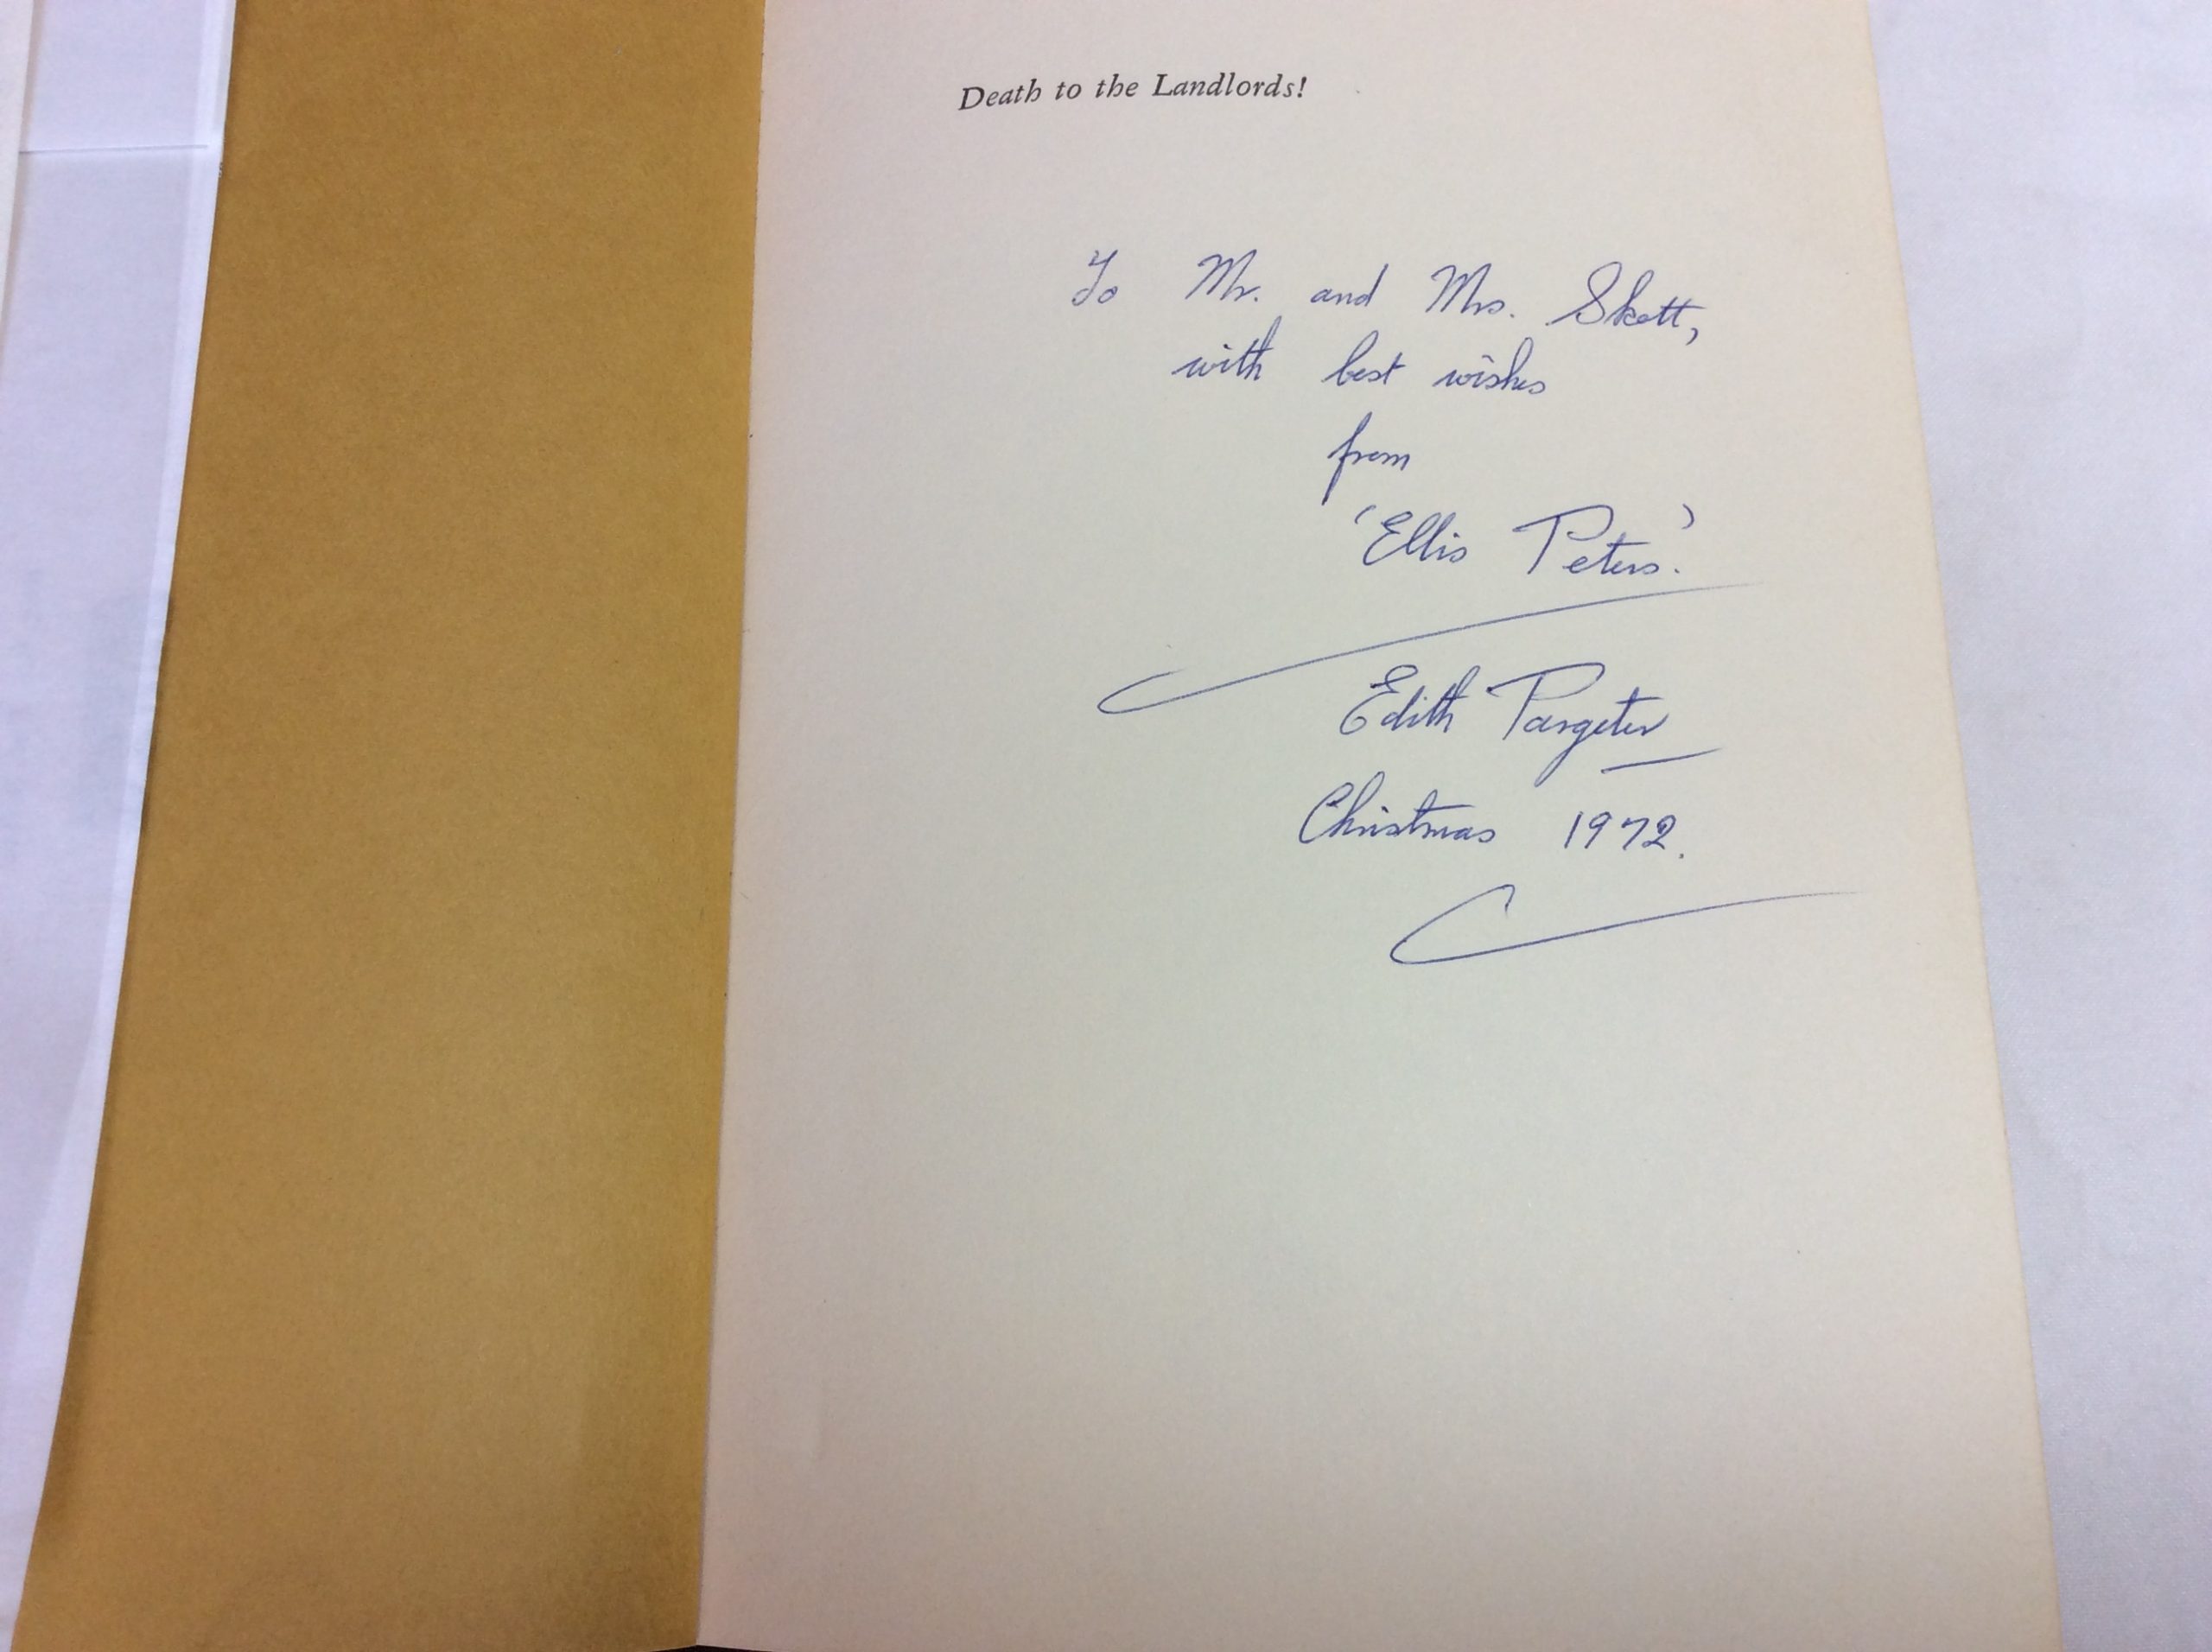 Death to the Landlords!
To Mr. and Mrs. Skett,
with best wishes
from
'Ellis Peters.'
Edith Pargeter
Christmas 1972.